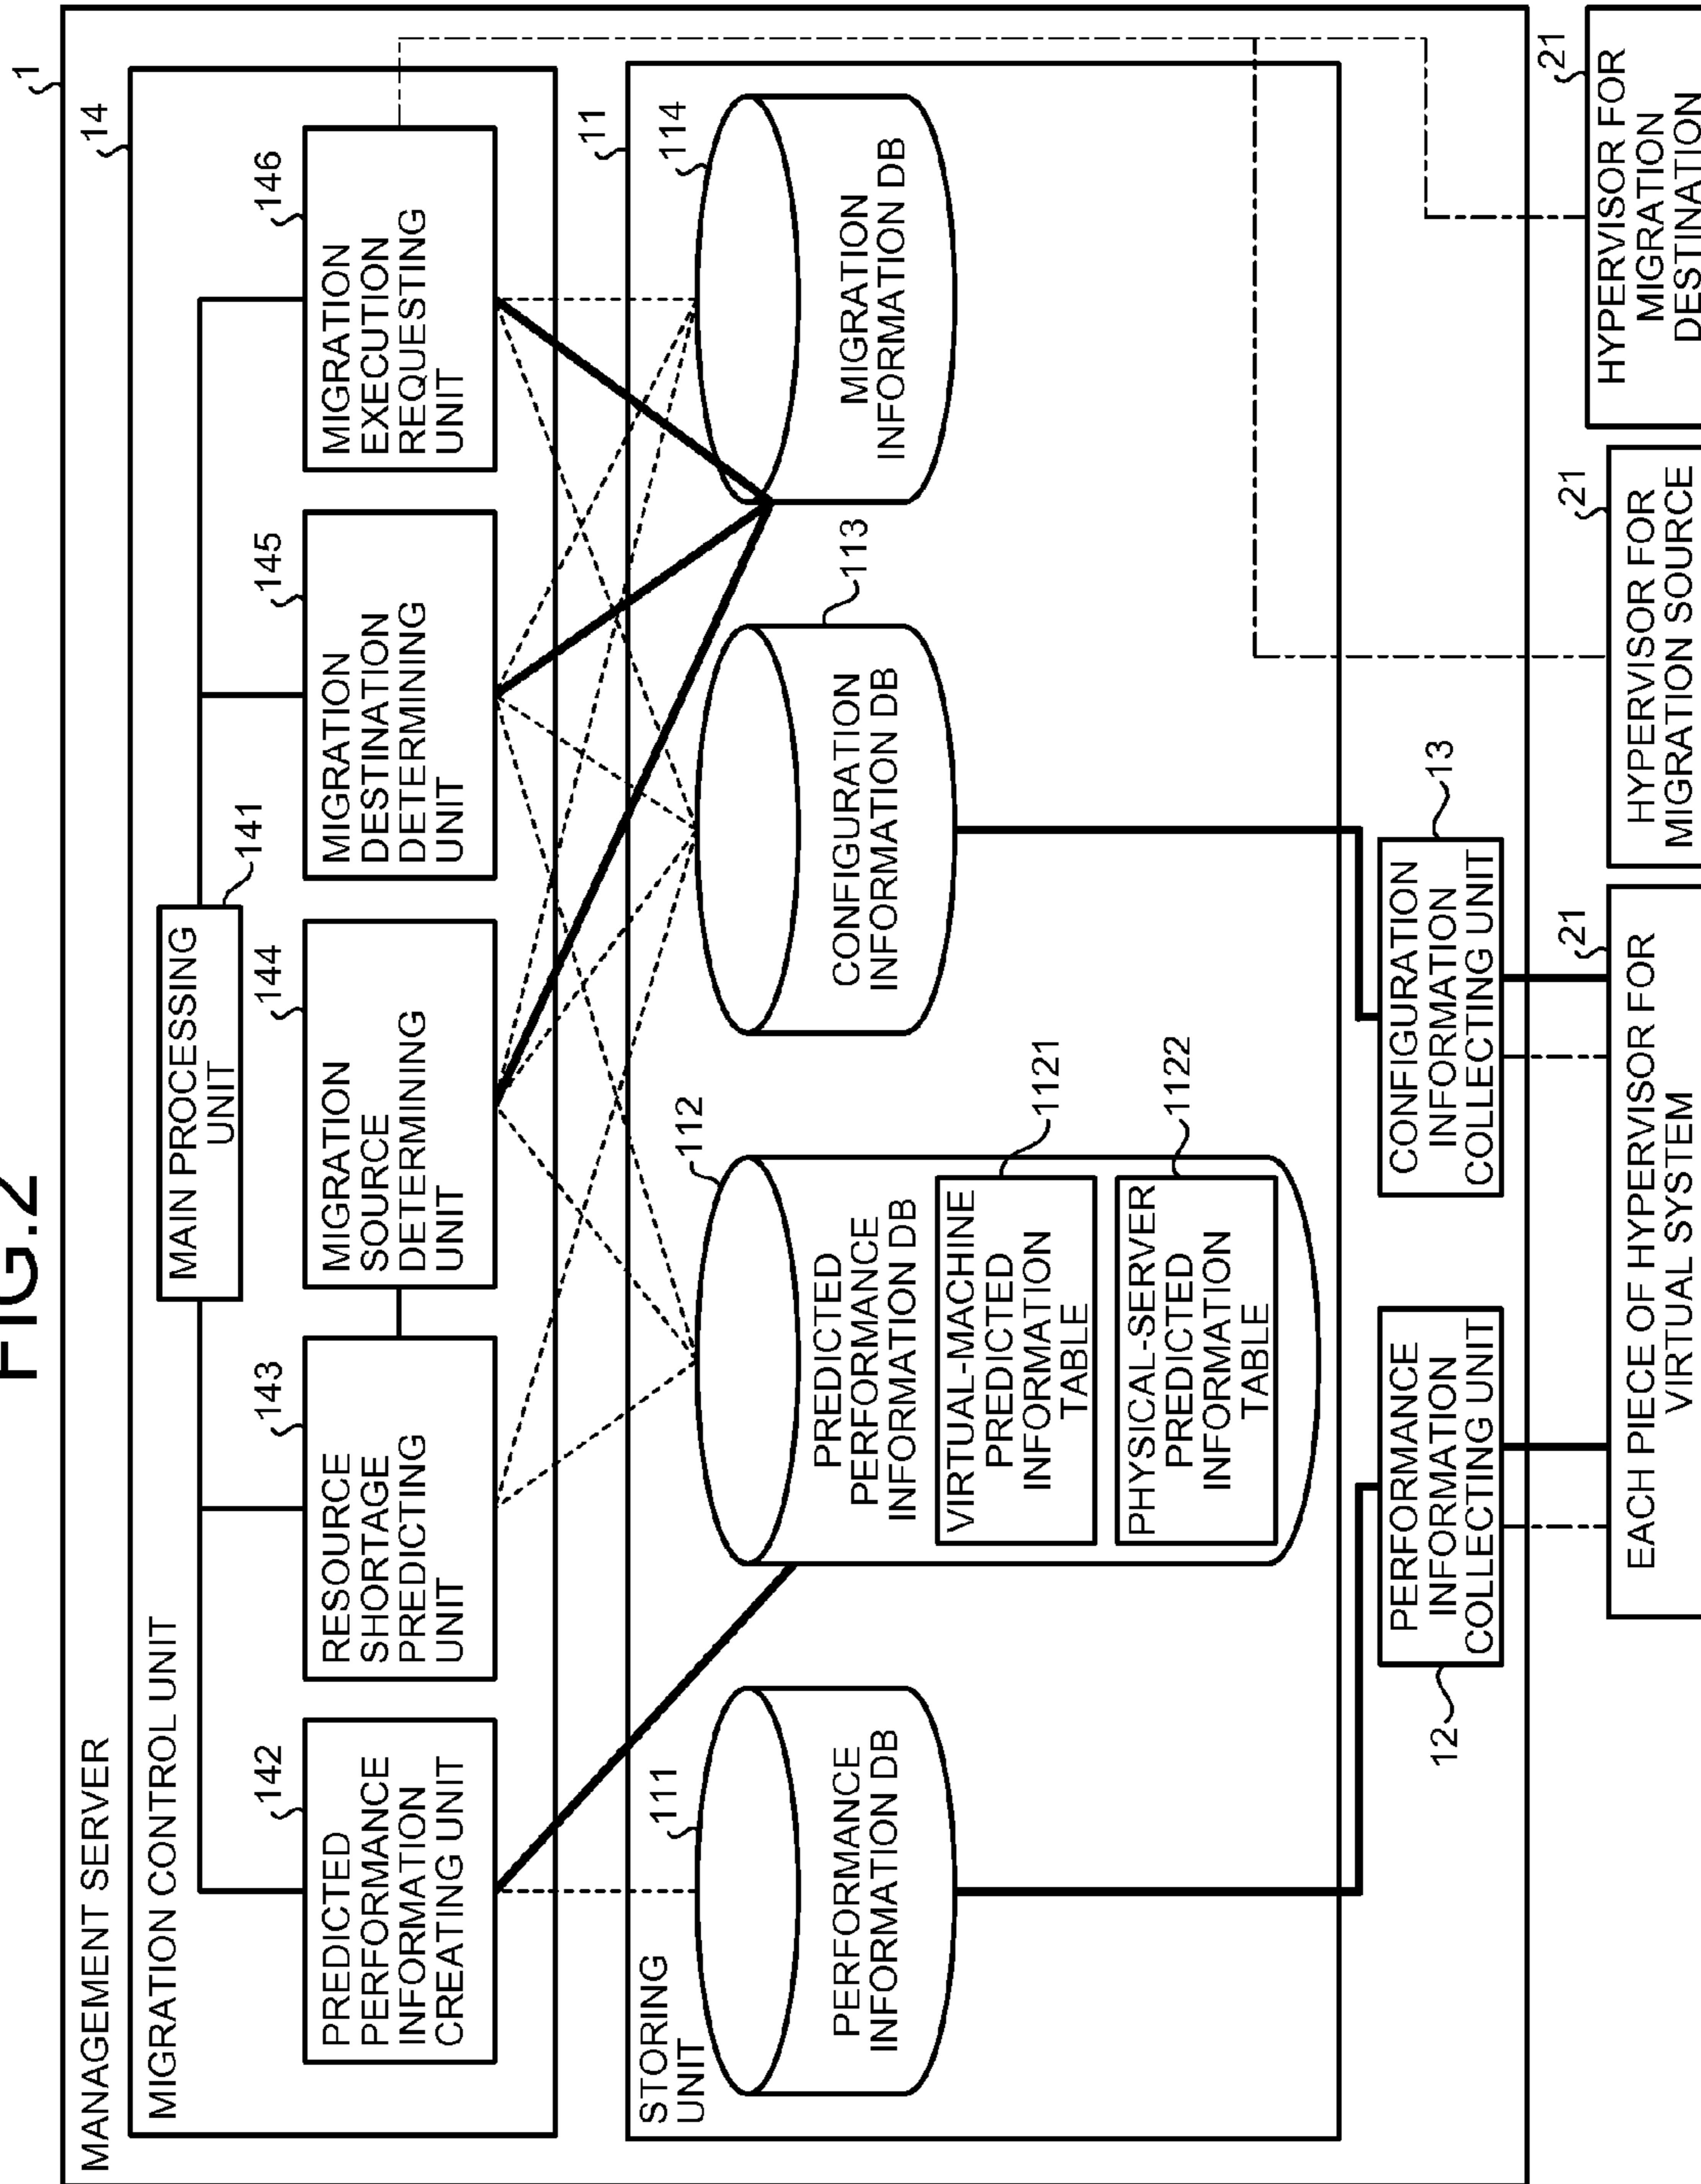 FIG.2
1
MANAGEMENT SERVER
14
MIGRATION CONTROL UNIT
MAIN PROCESSING
UNIT
141
142
PREDICTED
PERFORMANCE
INFORMATION
CREATING UNIT
143
RESOURCE
SHORTAGE
PREDICTING
UNIT
144
MIGRATION
SOURCE
DETERMINING
UNIT
145
MIGRATION
DESTINATION
DETERMINING
UNIT
146
MIGRATION
EXECUTION
REQUESTING
UNIT
STORING
UNIT
11
111
PERFORMANCE
INFORMATION DB
112
PREDICTED
PERFORMANCE
INFORMATION DB
VIRTUAL-MACHINE
PREDICTED
INFORMATION
TABLE
1121
PHYSICAL-SERVER
PREDICTED
INFORMATION
TABLE
1122
113
CONFIGURATION
INFORMATION DB
114
MIGRATION
INFORMATION DB
12
PERFORMANCE
INFORMATION
COLLECTING UNIT
13
CONFIGURATION
INFORMATION
COLLECTING UNIT
21
EACH PIECE OF HYPERVISOR FOR
VIRTUAL SYSTEM
21
HYPERVISOR FOR
MIGRATION SOURCE
21
HYPERVISOR FOR
MIGRATION
DESTINATION